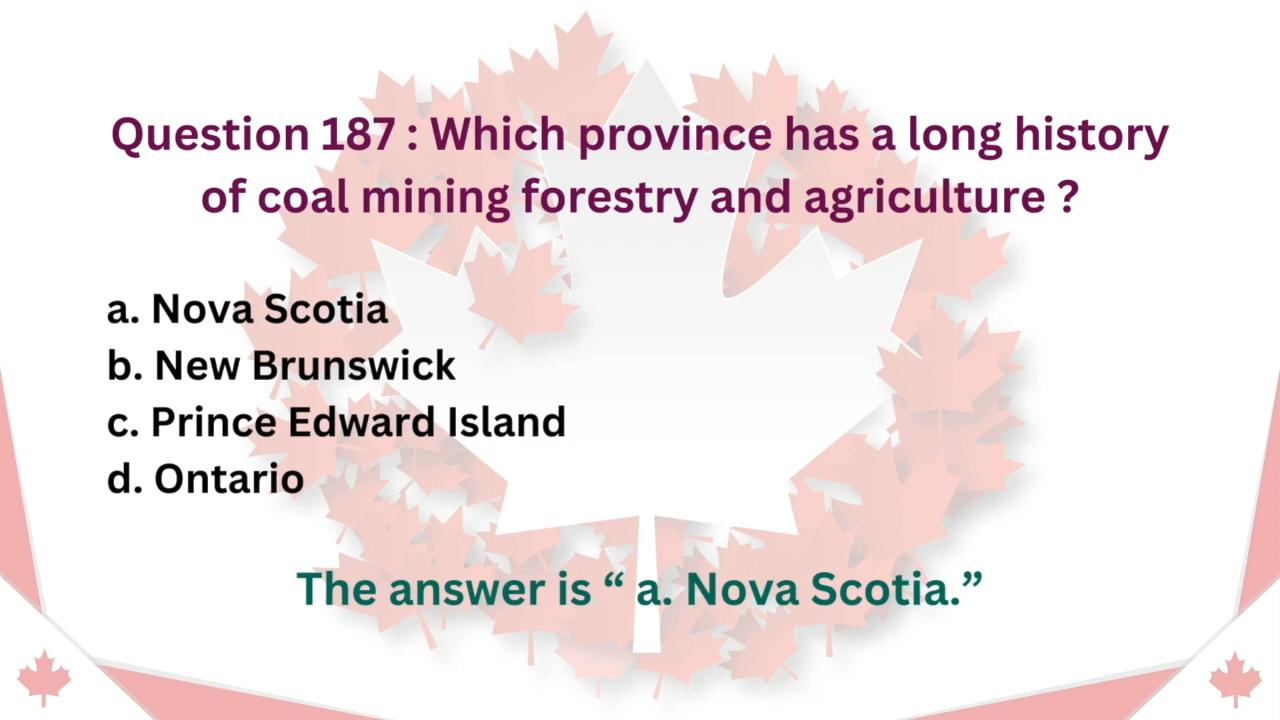 Question 187 : Which province has a long history
of coal mining forestry and agriculture ?
a. Nova Scotia
b. New Brunswick
c. Prince Edward Island
d. Ontario
The answer is “ a. Nova Scotia.”